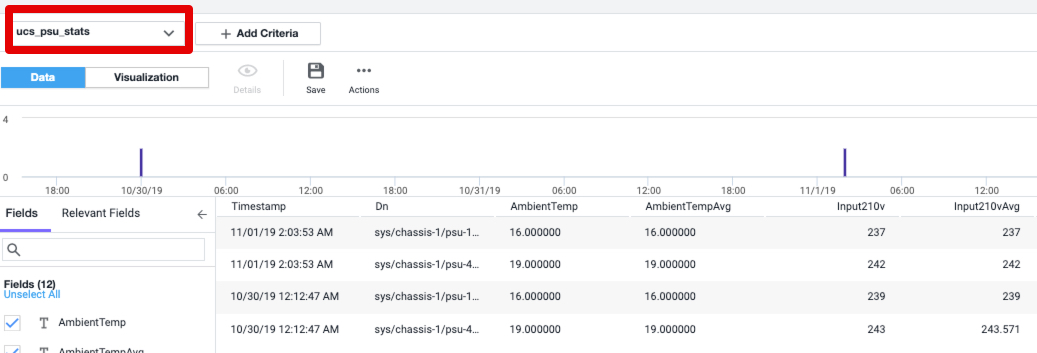 ucs_psu_stats
+ Add Criteria
Data Visualization Details Save Actions
4
0
18:00 10/30/19 06:00 12:00 18:00 10/31/19 06:00 12:00 18:00 11/1/19 06:00 12:00
Fields Relevant Fields
Timestamp Dn AmbientTemp AmbientTempAvg Input210v Input210vAvg
11/01/19 2:03:53 AM sys/chassis-1/psu-1... 16.000000 16.000000 237 237
11/01/19 2:03:53 AM sys/chassis-1/psu-4... 19.000000 19.000000 242 242
10/30/19 12:12:47 AM sys/chassis-1/psu-1... 16.000000 16.000000 239 239
10/30/19 12:12:47 AM sys/chassis-1/psu-4... 19.000000 19.000000 243 243.571
Fields (12)
Unselect All
T AmbientTemp
T AmbientTempAvg